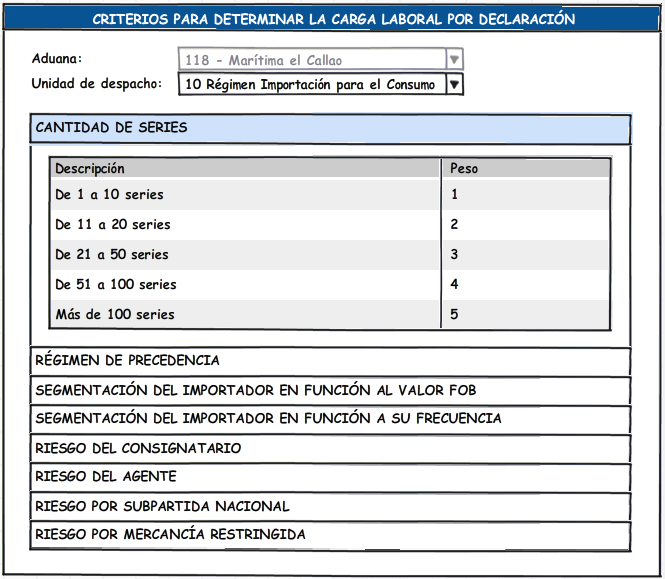 CRITERIOS PARA DETERMINAR LA CARGA LABORAL POR DECLARACIÓN
Aduana: 118 - Marítima el Callao
Unidad de despacho: 10 Régimen Importación para el Consumo
CANTIDAD DE SERIES
Descripción Peso
De 1 a 10 series 1
De 11 a 20 series 2
De 21 a 50 series 3
De 51 a 100 series 4
Más de 100 series 5
RÉGIMEN DE PRECEDENCIA
SEGMENTACIÓN DEL IMPORTADOR EN FUNCIÓN AL VALOR FOB
SEGMENTACIÓN DEL IMPORTADOR EN FUNCIÓN A SU FRECUENCIA
RIESGO DEL CONSIGNATARIO
RIESGO DEL AGENTE
RIESGO POR SUBPARTIDA NACIONAL
RIESGO POR MERCANCÍA RESTRINGIDA